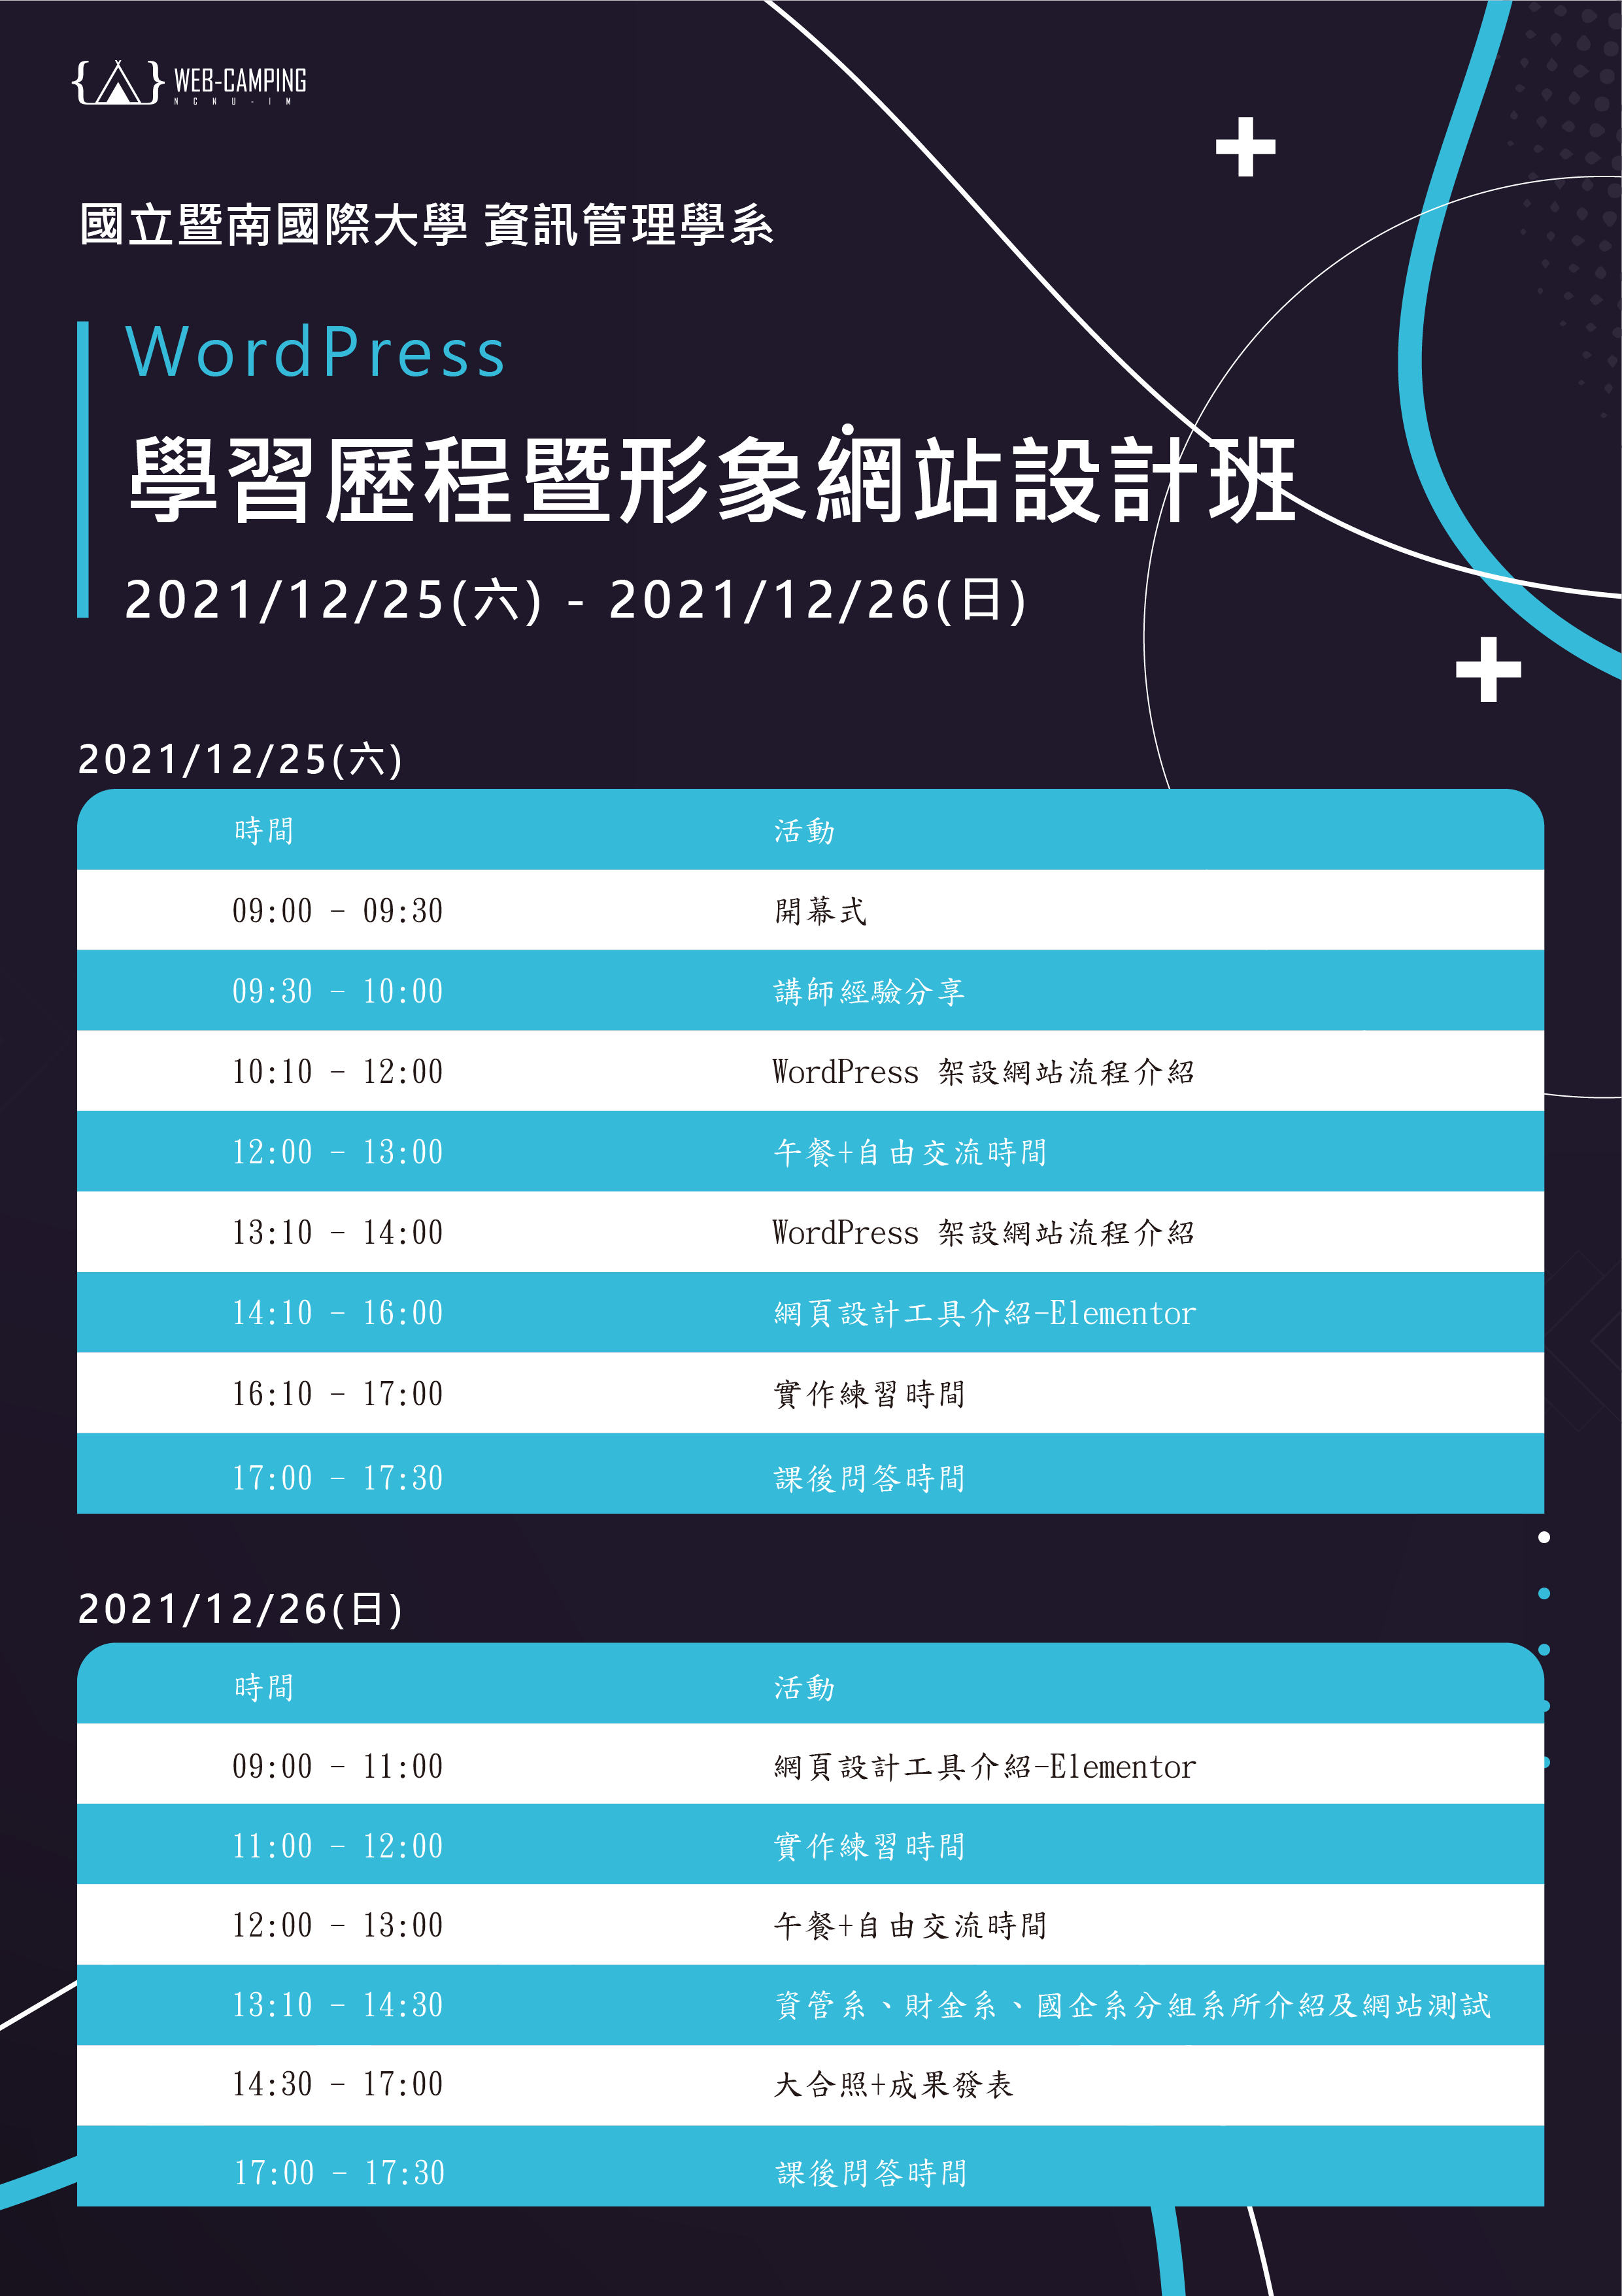 WEB-CAMPING
NCNU-IM
國立暨南國際大學 資訊管理學系
WordPress
學習歷程暨形象網站設計班
2021/12/25(六) - 2021/12/26(日)
2021/12/25(六)
時間 活動
09:00 - 09:30 開幕式
09:30 - 10:00 講師經驗分享
10:10 - 12:00 WordPress 架設網站流程介紹
12:00 - 13:00 午餐+自由交流時間
13:10 - 14:00 WordPress 架設網站流程介紹
14:10 - 16:00 網頁設計工具介紹-Elementor
16:10 - 17:00 實作練習時間
17:00 - 17:30 課後問答時間
2021/12/26(日)
時間 活動
09:00 - 11:00 網頁設計工具介紹-Elementor
11:00 - 12:00 實作練習時間
12:00 - 13:00 午餐+自由交流時間
13:10 - 14:30 資管系、財金系、國企系分組系所介紹及網站測試
14:30 - 17:00 大合照+成果發表
17:00 - 17:30 課後問答時間